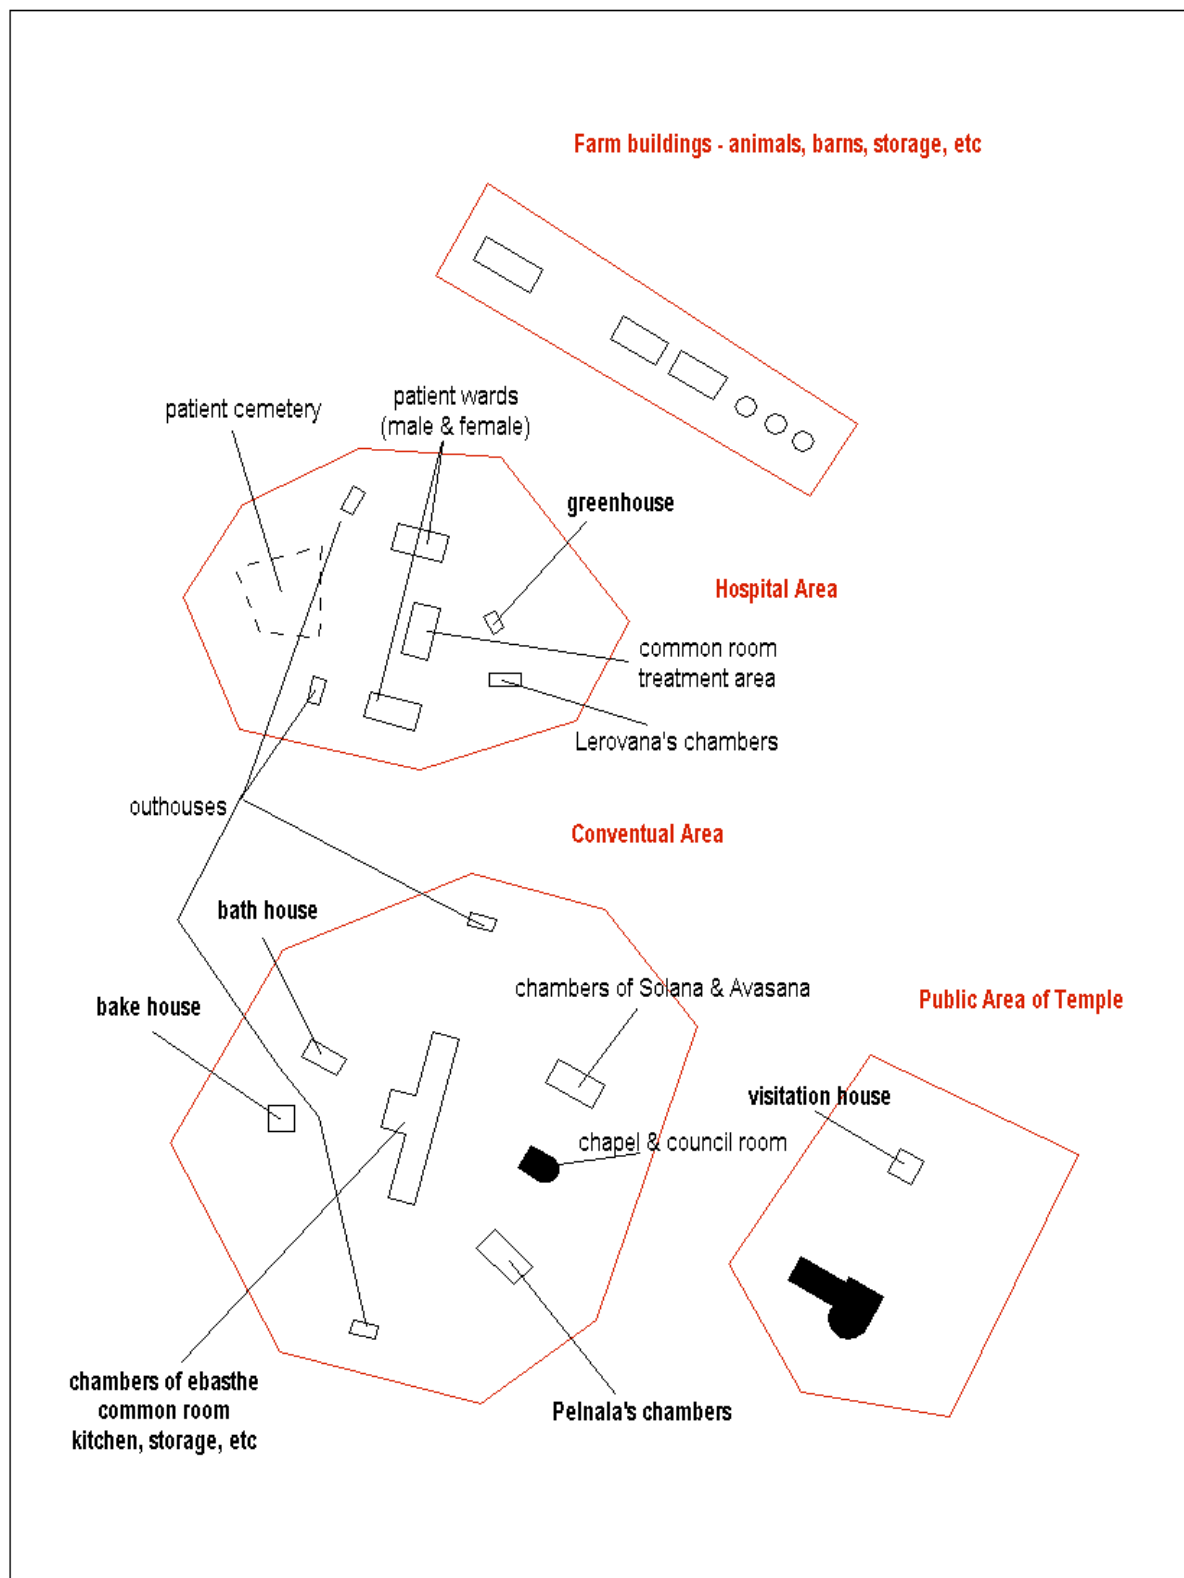 Farm buildings - animals, barns, storage, etc
patient wards
(male & female)
patient cemetery
greenhouse
Hospital Area
common room
treatment area
Lerovana's chambers
outhouses
Conventual Area
bath house
chambers of Solana & Avasana
bake house
Public Area of Temple
visitation house
chapel & council room
chambers of ebasthe
common room
kitchen, storage, etc
Pelnala's chambers